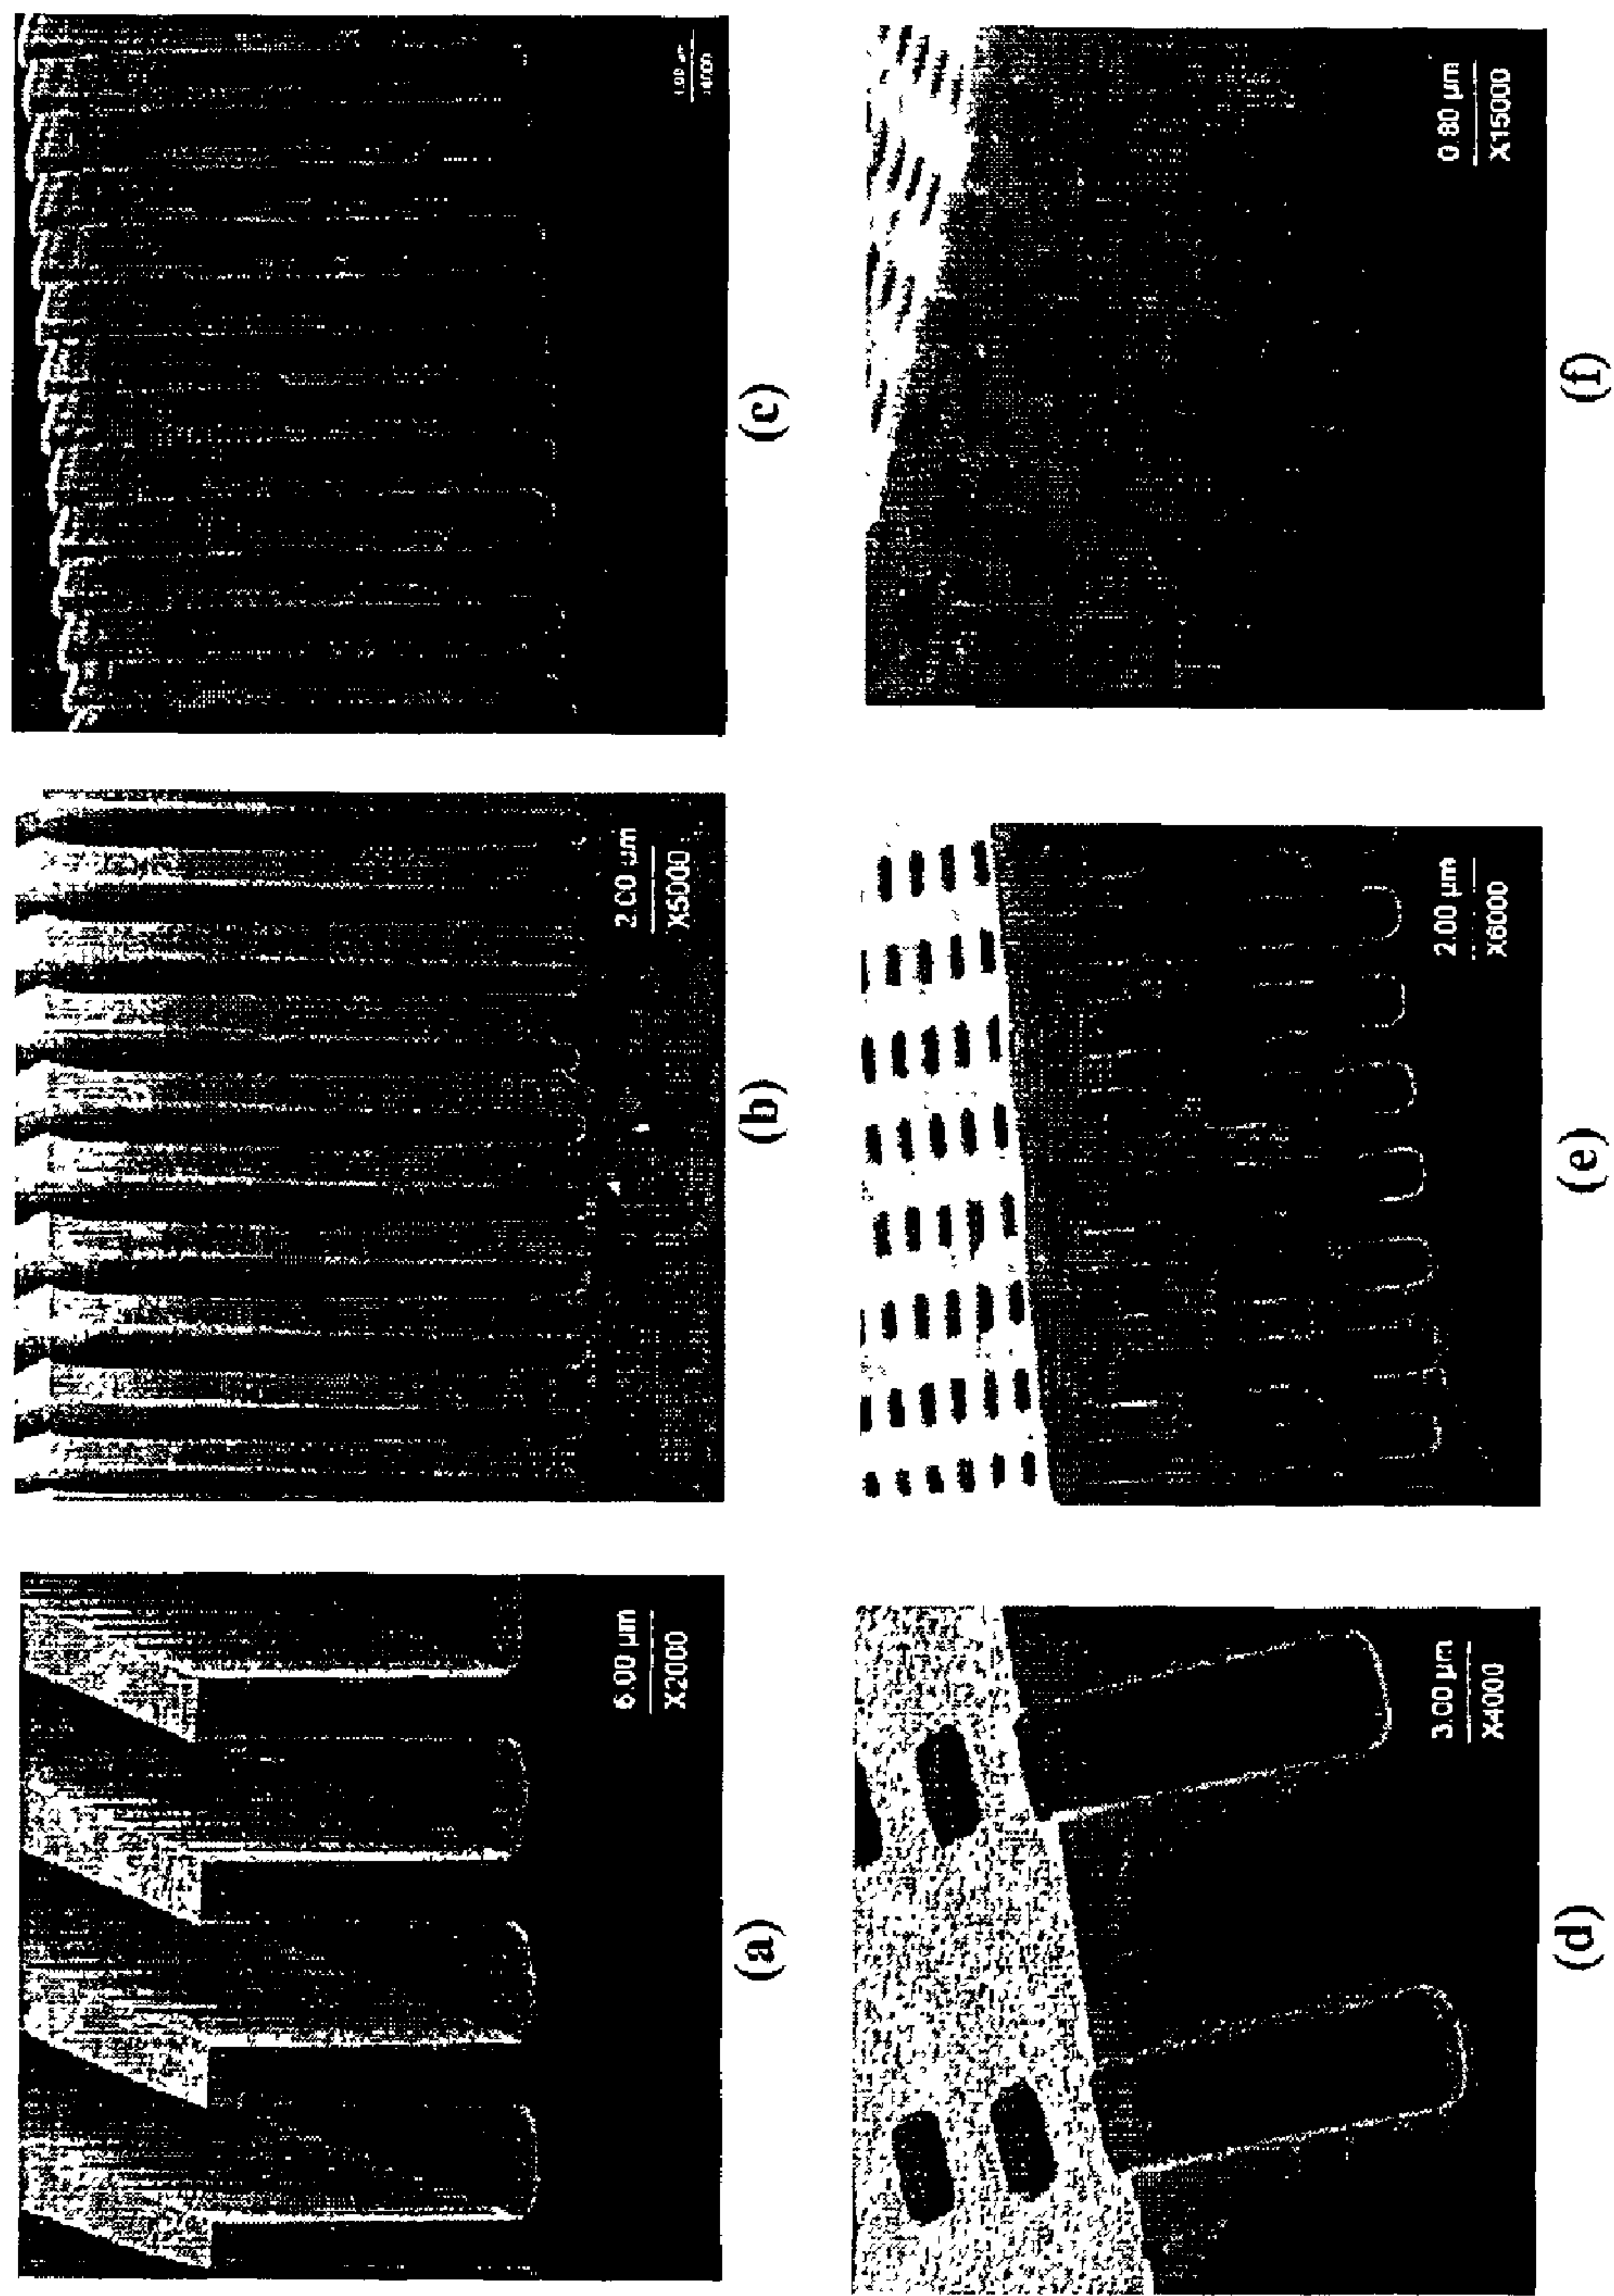 6.00 µm
X2000
(a)
2.00 µm
X5000
(b)
(c)
3.00 µm
X4000
(d)
2.00 µm
X6000
(e)
0.80 µm
X15000
(f)